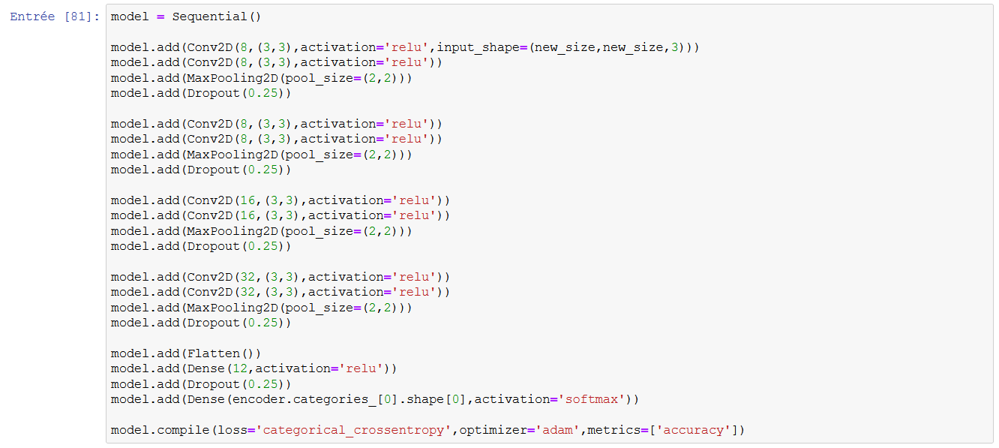 Entrée [81]: model = Sequential()
model.add(Conv2D(8,(3,3),activation='relu',input_shape=(new_size,new_size,3)))
model.add(Conv2D(8,(3,3),activation='relu'))
model.add(MaxPooling2D(pool_size=(2,2)))
model.add(Dropout(0.25))
model.add(Conv2D(8,(3,3),activation='relu'))
model.add(Conv2D(8,(3,3),activation='relu'))
model.add(MaxPooling2D(pool_size=(2,2)))
model.add(Dropout(0.25))
model.add(Conv2D(16,(3,3),activation='relu'))
model.add(Conv2D(16,(3,3),activation='relu'))
model.add(MaxPooling2D(pool_size=(2,2)))
model.add(Dropout(0.25))
model.add(Conv2D(32,(3,3),activation='relu'))
model.add(Conv2D(32,(3,3),activation='relu'))
model.add(MaxPooling2D(pool_size=(2,2)))
model.add(Dropout(0.25))
model.add(Flatten())
model.add(Dense(12,activation='relu'))
model.add(Dropout(0.25))
model.add(Dense(encoder.categories_[0].shape[0],activation='softmax'))
model.compile(loss='categorical_crossentropy',optimizer='adam',metrics=['accuracy'])